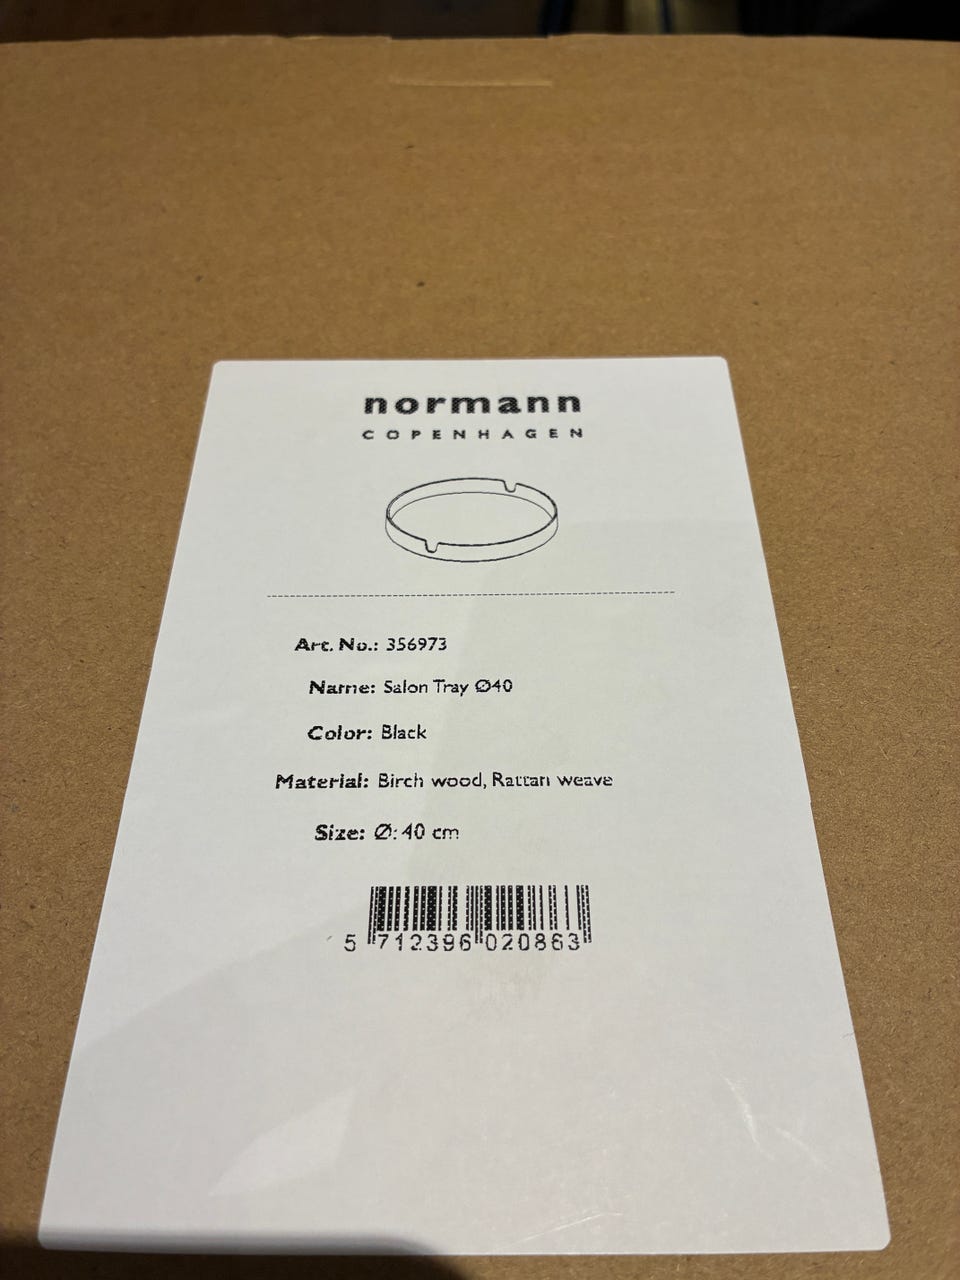 normann
COPENHAGEN
Art. No.: 356973
Name: Salon Tray Ø40
Color: Black
Material: Birch wood, Rattan weave
Size: Ø: 40 cm
5 712396 020863